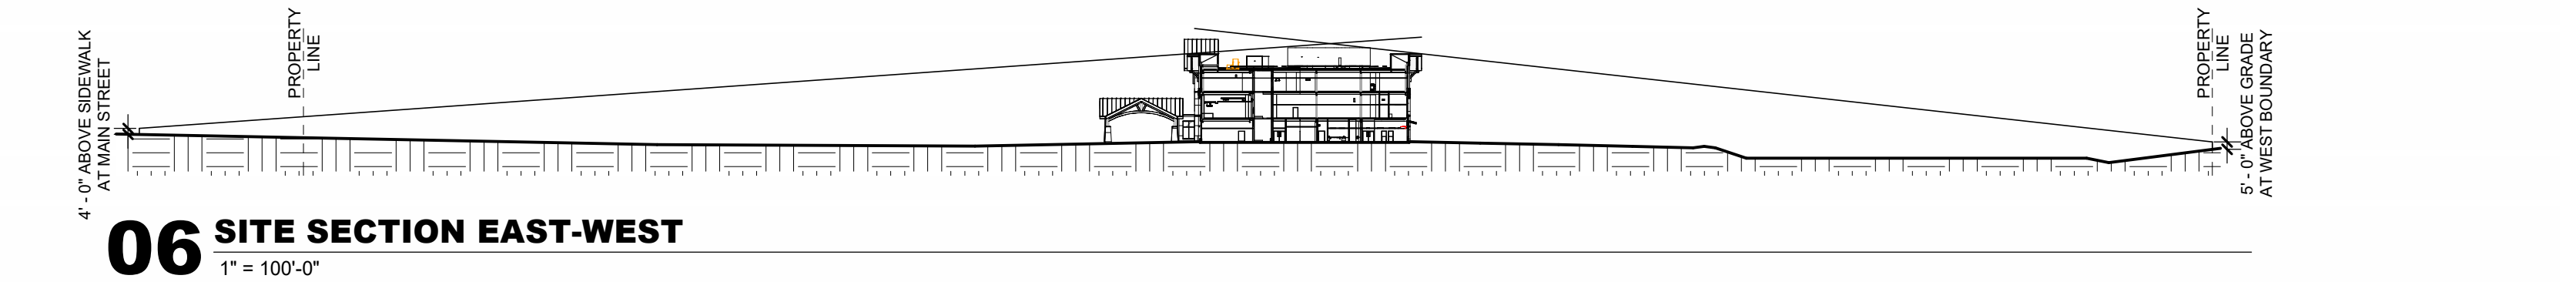 4' - 0" ABOVE SIDEWALK
AT MAIN STREET
PROPERTY
LINE
PROPERTY
LINE
5' - 0" ABOVE GRADE
AT WEST BOUNDARY
06 SITE SECTION EAST-WEST
1" = 100'-0"